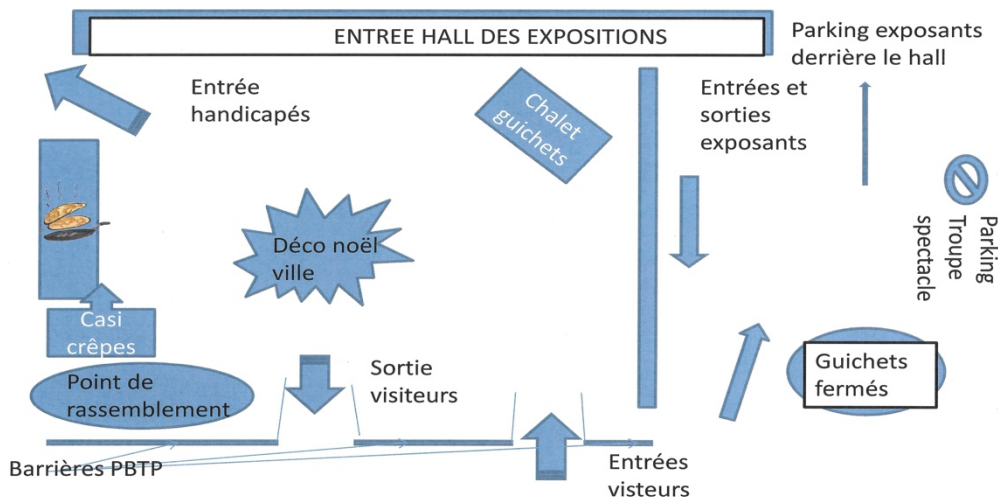 ENTREE HALL DES EXPOSITIONS
Parking exposants
derrière le hall
Entrée
handicapés
Chalet
guichets
Entrées et
sorties
exposants
Parking
Troupe
spectacle
Déco noël
ville
Casi
crêpes
Point de
rassemblement
Sortie
visiteurs
Guichets
fermés
Barrières PBTP
Entrées
visteurs